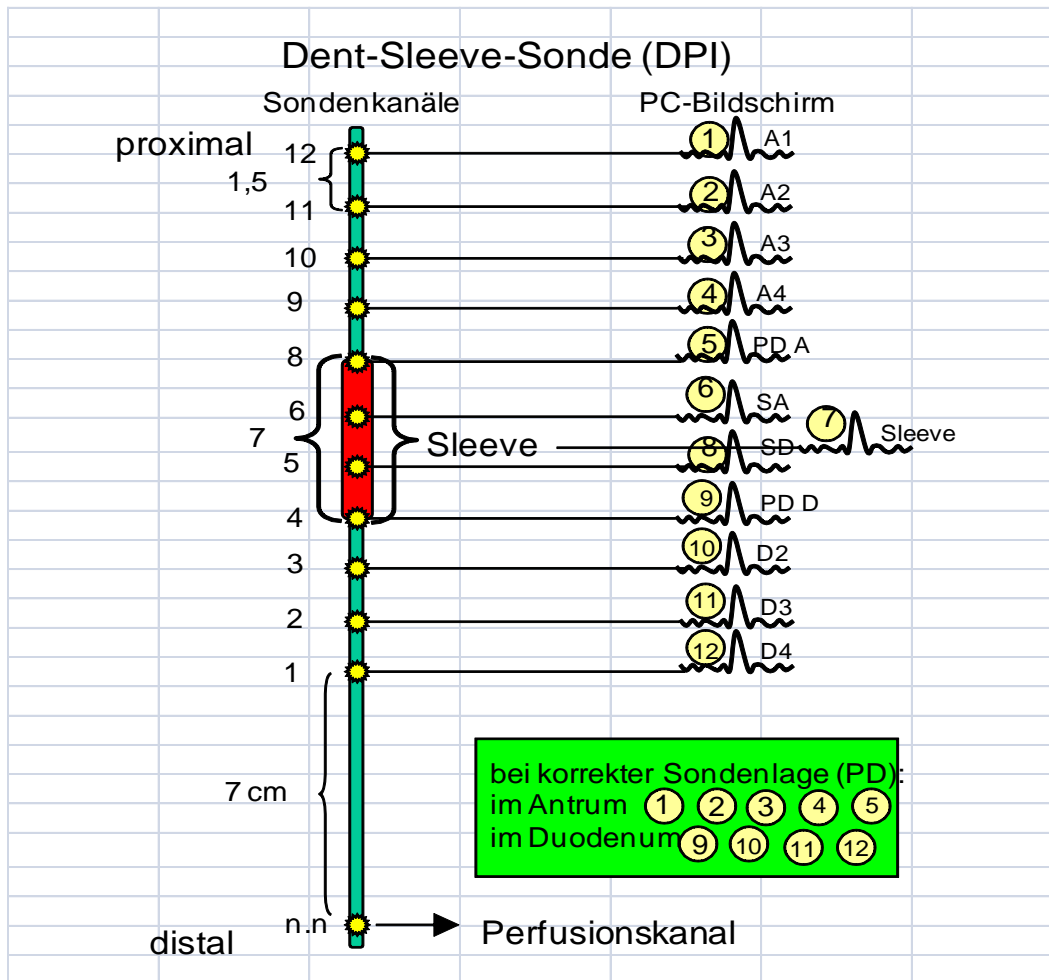 Dent-Sleeve-Sonde (DPI)
Sondenkanäle PC-Bildschirm
proximal
12 1 A1
1,5
11 2 A2
10 3 A3
9 4 A4
8 5 PD A
6 6 SA
7 Sleeve 7 Sleeve
5 8 SD
4 9 PD D
3 10 D2
2 11 D3
1 12 D4
7 cm
bei korrekter Sondenlage (PD):
im Antrum 1 2 3 4 5
im Duodenum 9 10 11 12
n.n Perfusionskanal
distal